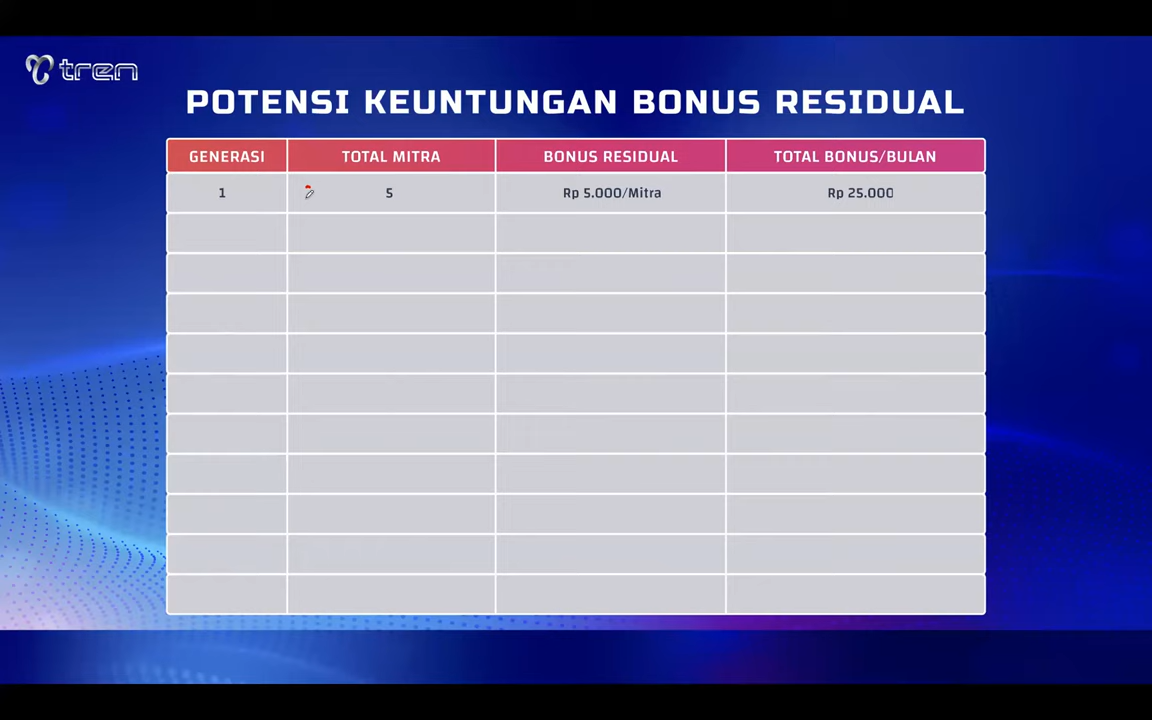 tren
POTENSI KEUNTUNGAN BONUS RESIDUAL
GENERASI TOTAL MITRA BONUS RESIDUAL TOTAL BONUS/BULAN
1 5 Rp 5.000/Mitra Rp 25.000